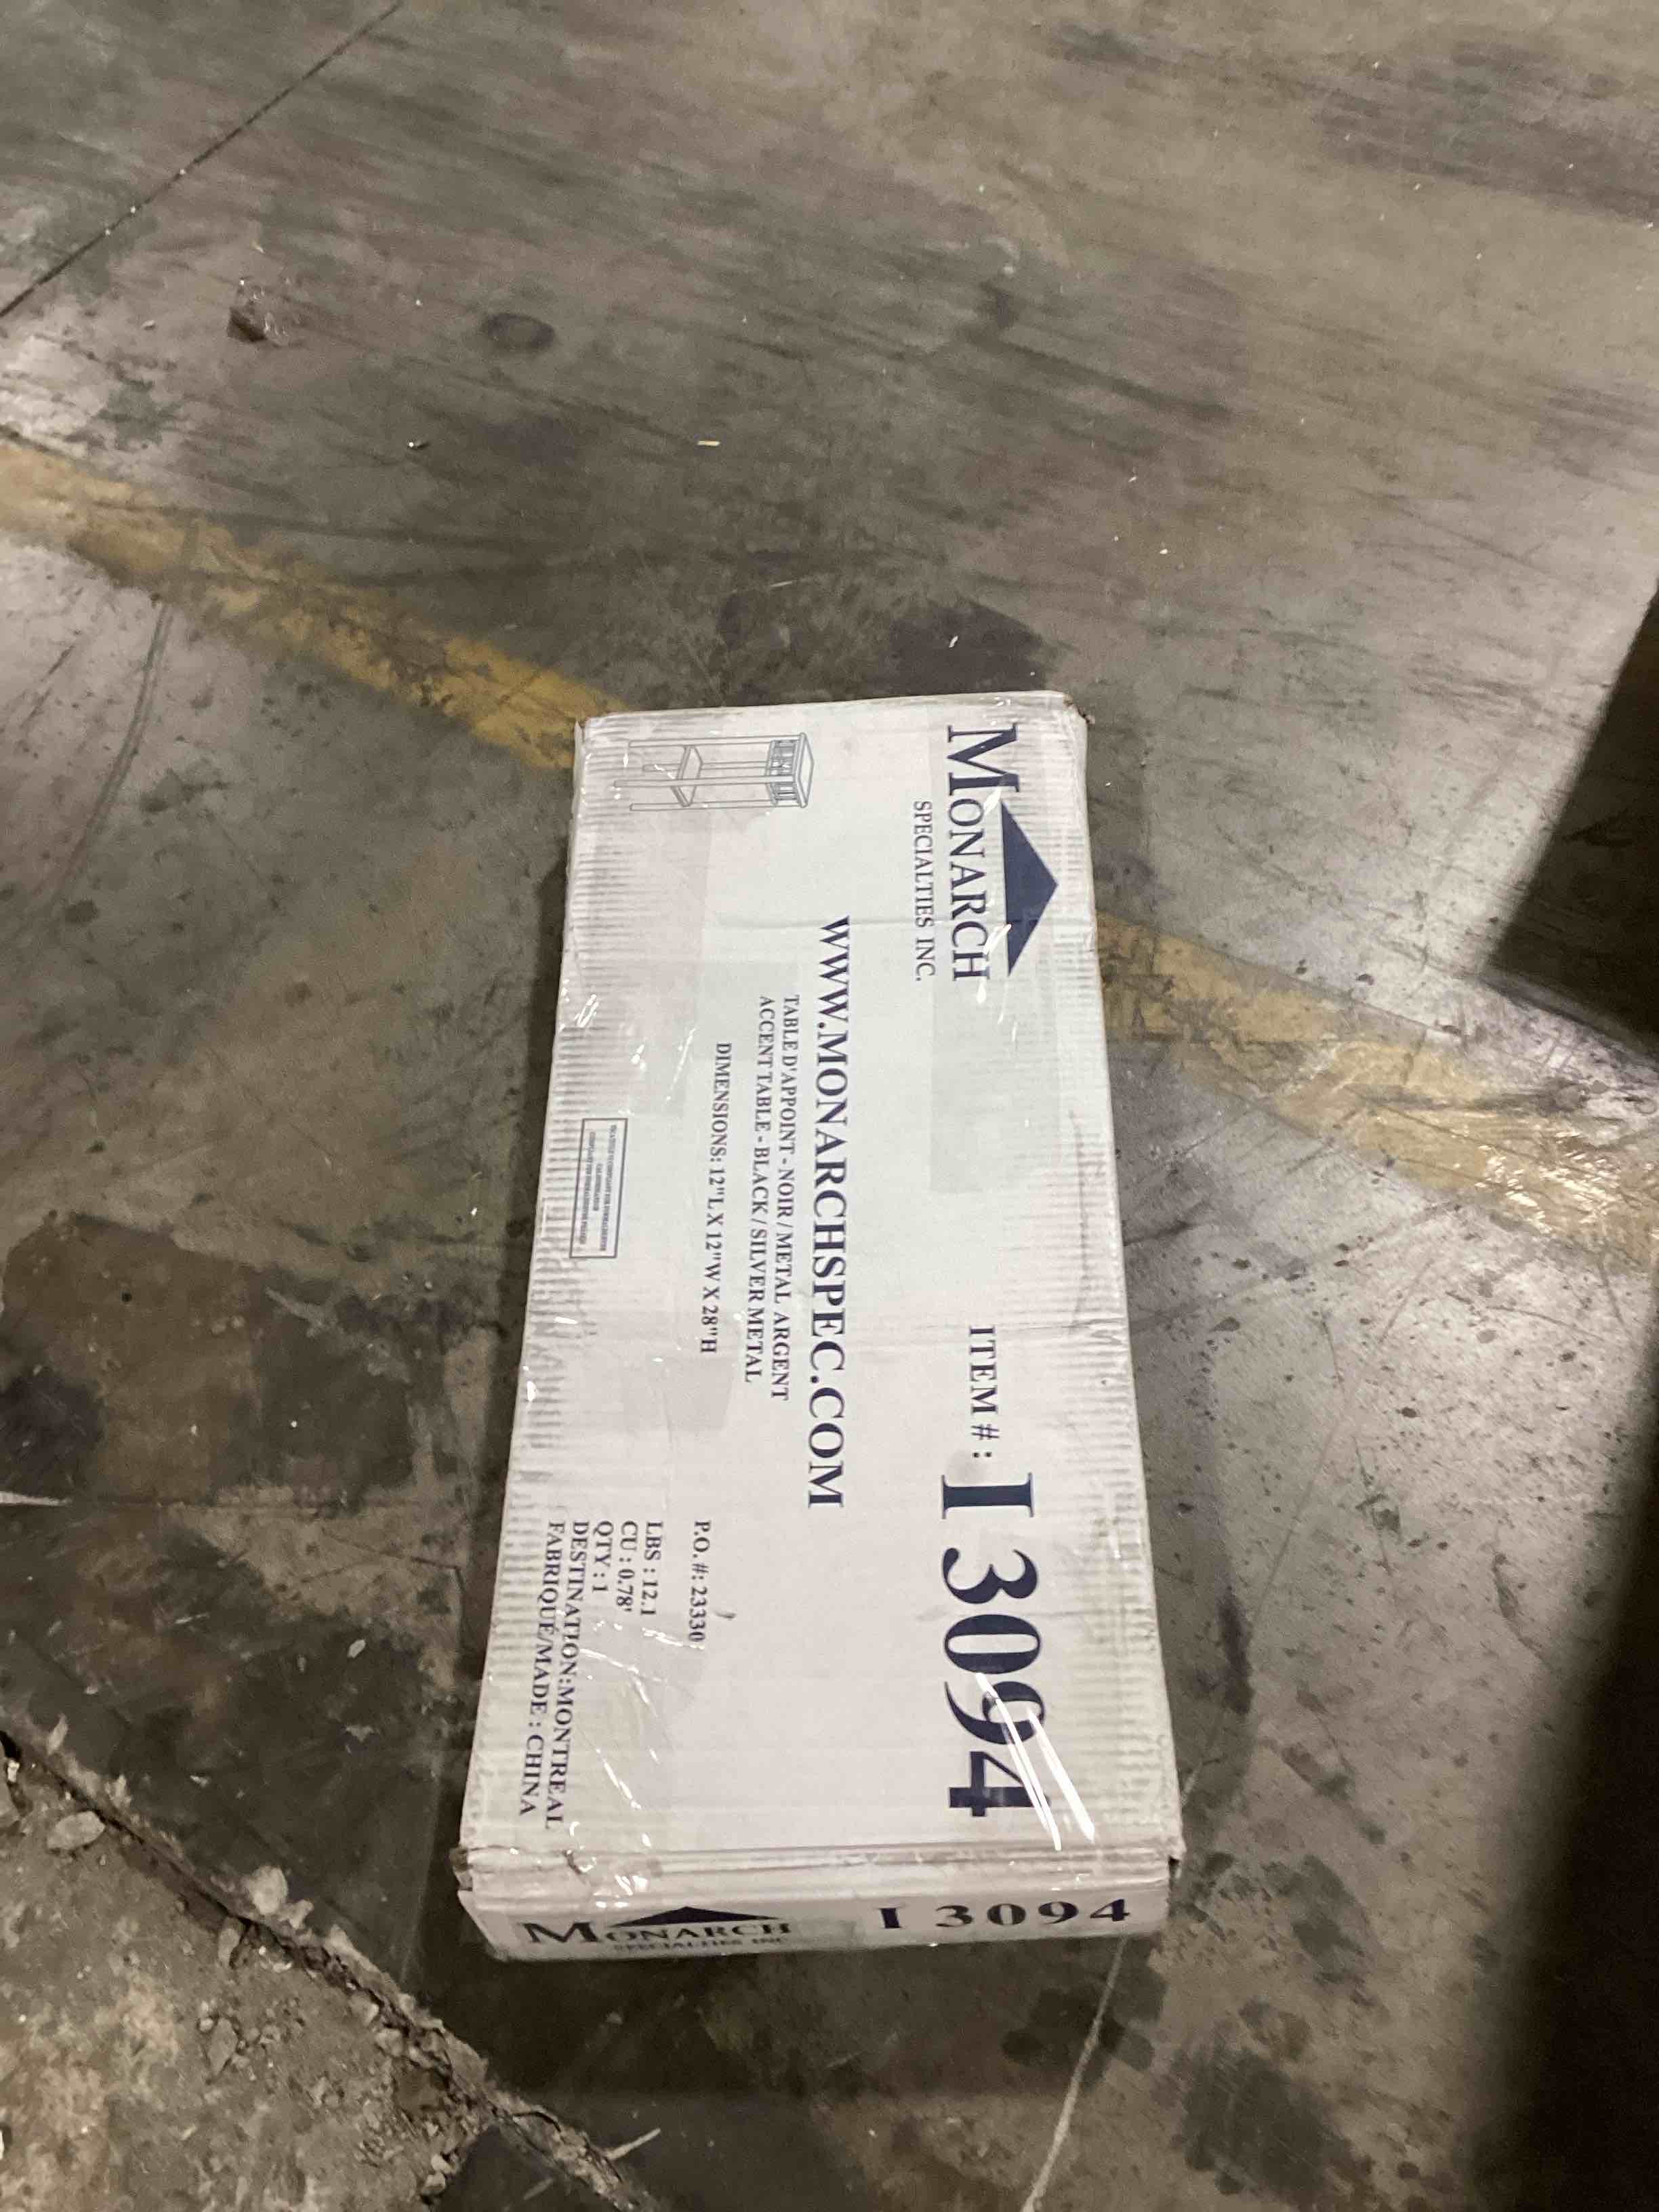 MONARCH
SPECIALTIES INC.
ITEM #: I 3094
WWW.MONARCHSPEC.COM
TABLE D'APPOINT - NOIR / METAL ARGENT
ACCENT TABLE - BLACK / SILVER METAL
DIMENSIONS: 12"L X 12"W X 28"H
P.O. #: 23330
LBS : 12.1
CU : 0.78'
QTY : 1
DESTINATION:MONTREAL
FABRIQUÉ/MADE : CHINA
MONARCH
SPECIALTIES INC.
I 3094